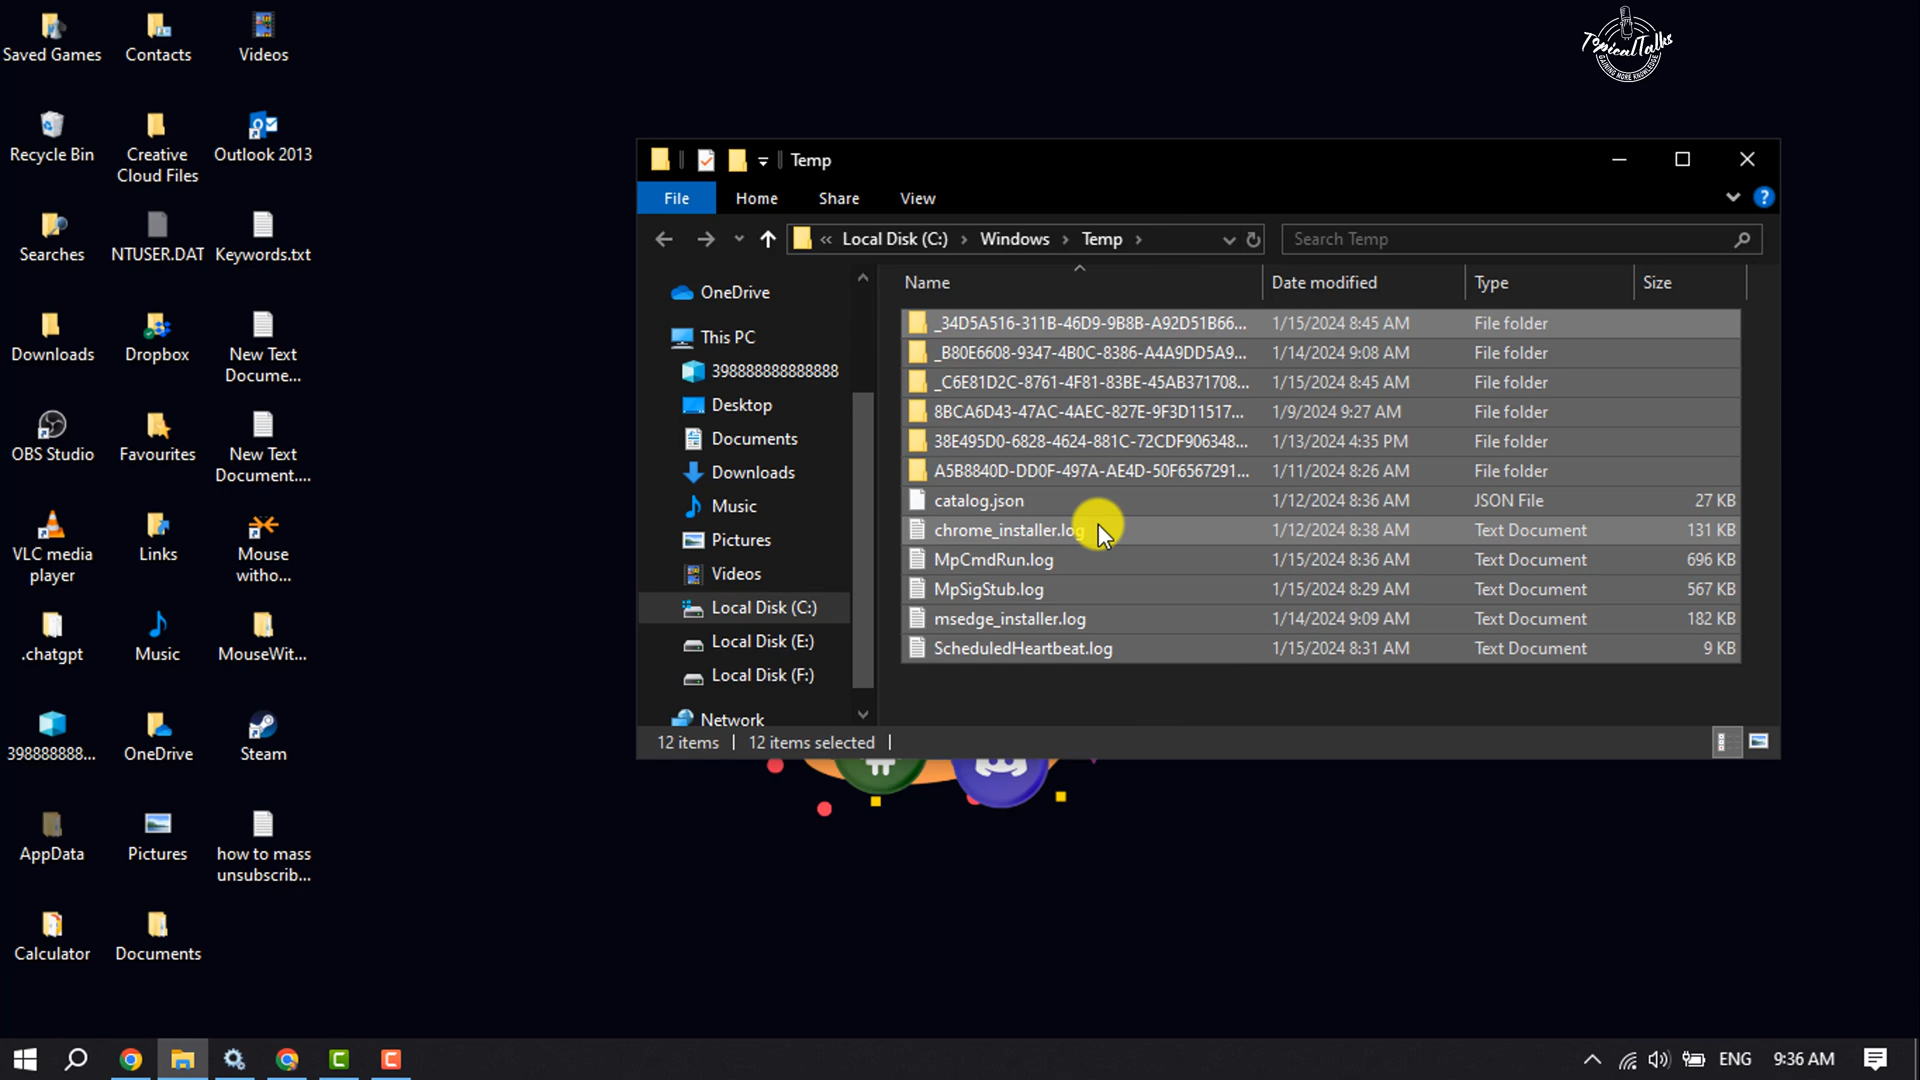 Saved Games
Contacts
Videos
TopicalTalks
GAINING MORE KNOWLEDGE
Recycle Bin
Creative
Cloud Files
Outlook 2013
Searches
NTUSER.DAT
Keywords.txt
Downloads
Dropbox
New Text
Docume...
OBS Studio
Favourites
New Text
Document....
VLC media
player
Links
Mouse
witho...
.chatgpt
Music
MouseWit...
398888888...
OneDrive
Steam
AppData
Pictures
how to mass
unsubscrib...
Calculator
Documents
Temp
File
Home
Share
View
?
« Local Disk (C:) › Windows › Temp ›
Search Temp
OneDrive
This PC
398888888888888
Desktop
Documents
Downloads
Music
Pictures
Videos
Local Disk (C:)
Local Disk (E:)
Local Disk (F:)
Network
Name Date modified Type Size
_34D5A516-311B-46D9-9B8B-A92D51B66... 1/15/2024 8:45 AM File folder
_B80E6608-9347-4B0C-8386-A4A9DD5A9... 1/14/2024 9:08 AM File folder
_C6E81D2C-8761-4F81-83BE-45AB371708... 1/15/2024 8:45 AM File folder
8BCA6D43-47AC-4AEC-827E-9F3D11517... 1/9/2024 9:27 AM File folder
38E495D0-6828-4624-881C-72CDF906348... 1/13/2024 4:35 PM File folder
A5B8840D-DD0F-497A-AE4D-50F6567291... 1/11/2024 8:26 AM File folder
catalog.json 1/12/2024 8:36 AM JSON File 27 KB
chrome_installer.log 1/12/2024 8:38 AM Text Document 131 KB
MpCmdRun.log 1/15/2024 8:36 AM Text Document 696 KB
MpSigStub.log 1/15/2024 8:29 AM Text Document 567 KB
msedge_installer.log 1/14/2024 9:09 AM Text Document 182 KB
ScheduledHeartbeat.log 1/15/2024 8:31 AM Text Document 9 KB
12 items
12 items selected
ENG
9:36 AM